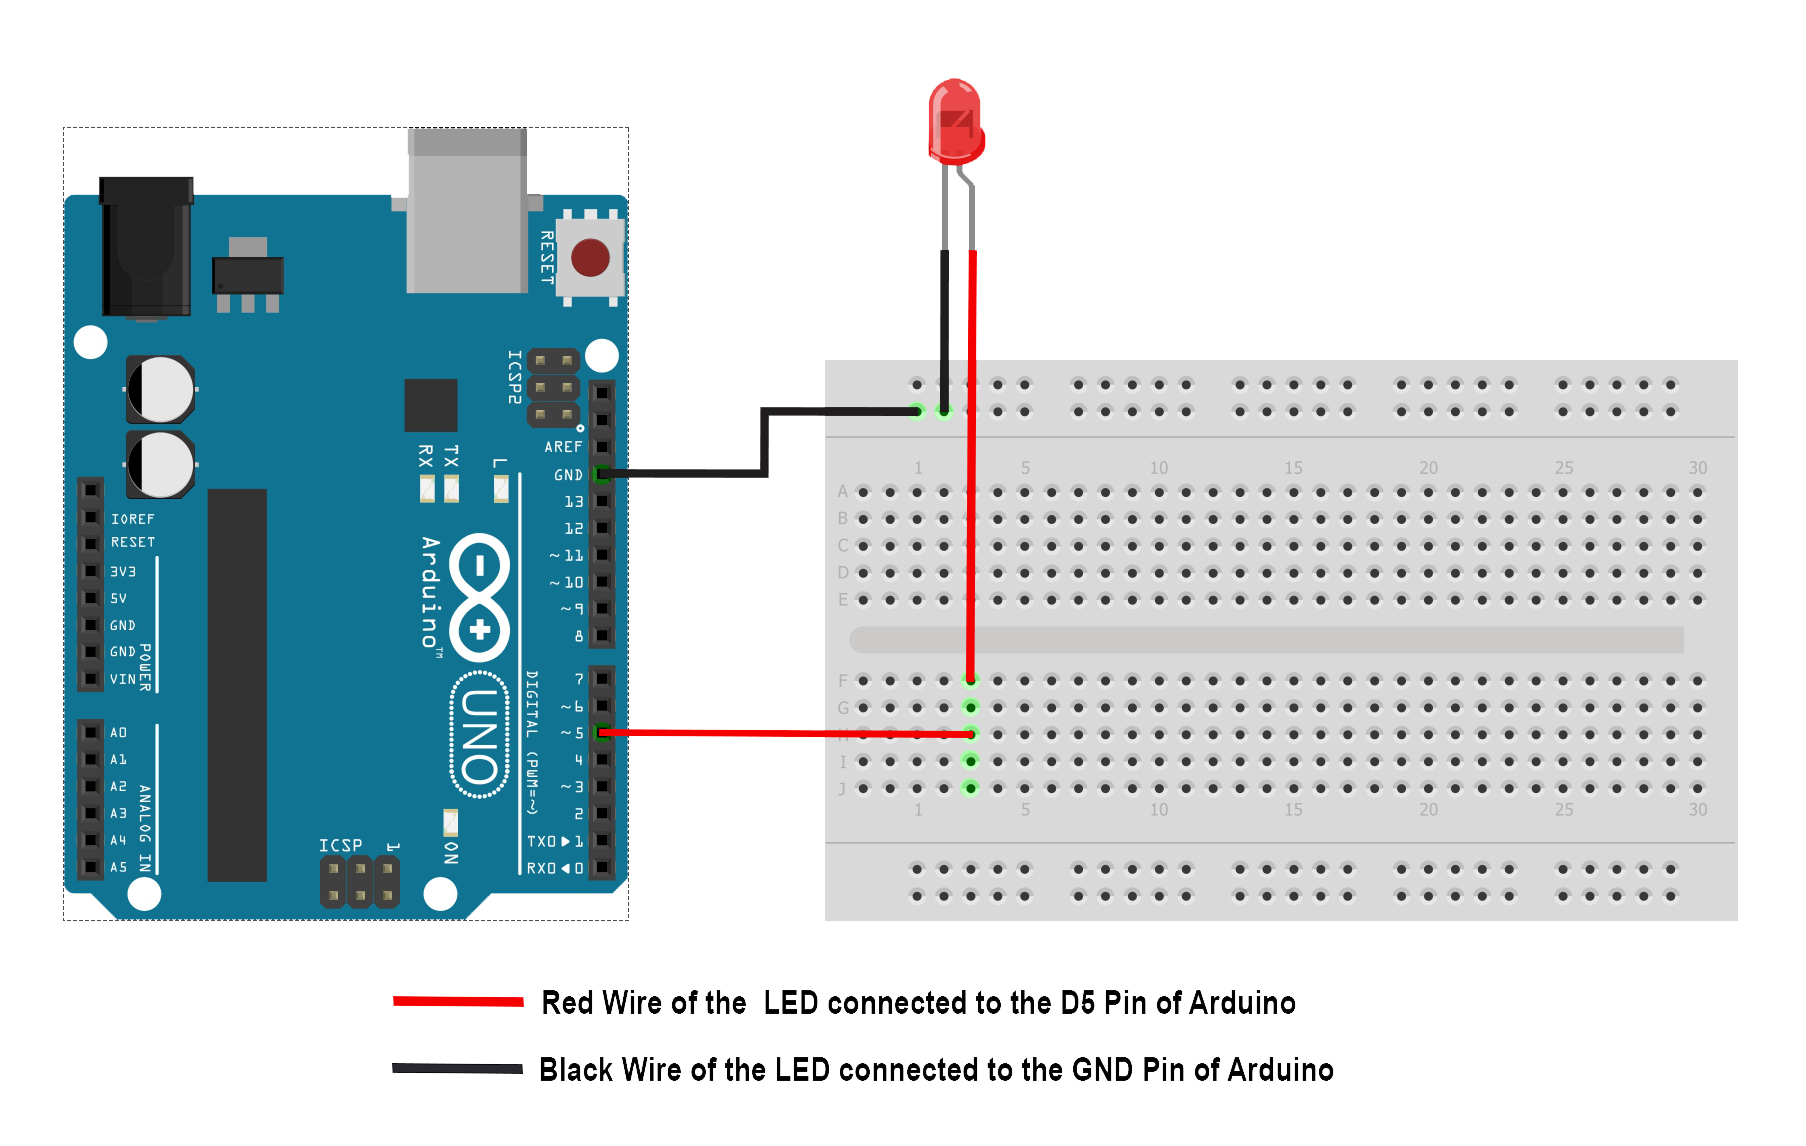 RESET
ICSP2
AREF
GND
13
12
~11
~10
~9
8
7
~6
~5
4
~3
2
TX0▶1
RX0◀0
RX
TX
L
IOREF
RESET
3V3
5V
GND
GND
VIN
POWER
A0
A1
A2
A3
A4
A5
ANALOG IN
Arduino™
UNO
DIGITAL (PWM=~)
ICSP
1
ON
1 5 10 15 20 25 30
A
B
C
D
E
F
G
H
I
J
1 5 10 15 20 25 30
Red Wire of the LED connected to the D5 Pin of Arduino
Black Wire of the LED connected to the GND Pin of Arduino